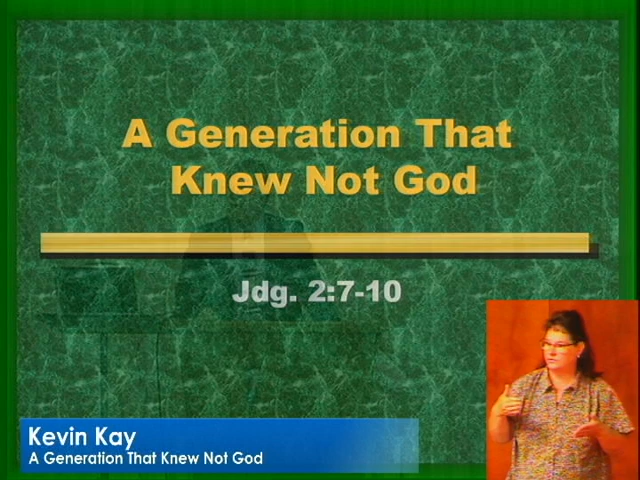 A Generation That
Knew Not God
Jdg. 2:7-10
Kevin Kay
A Generation That Knew Not God